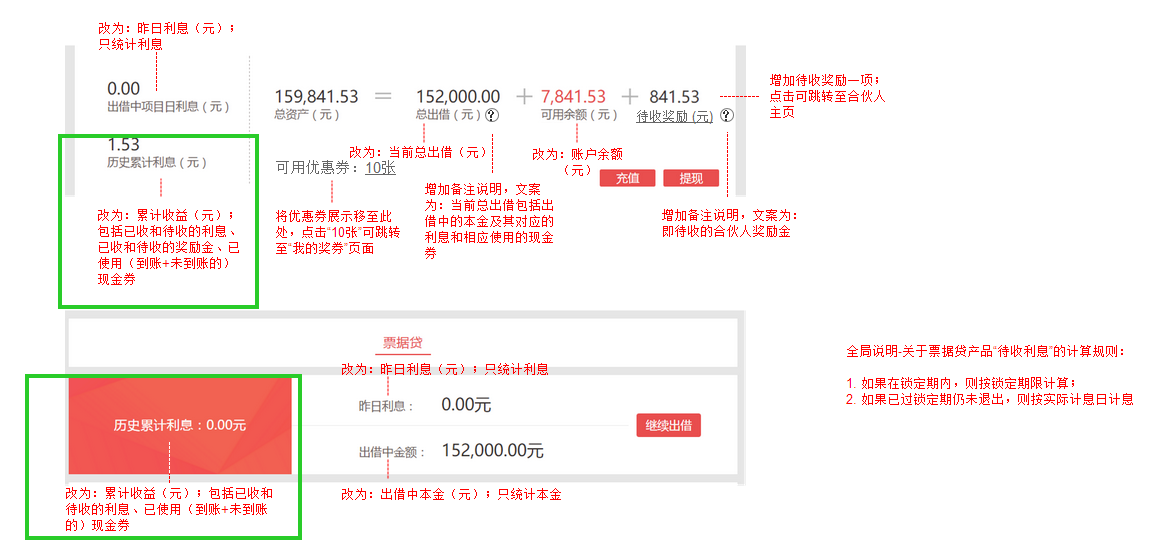 改为：昨日利息（元）；
只统计利息
0.00
出借中项目日利息（元）
159,841.53
总资产（元）
=
152,000.00
总出借（元）?
+
7,841.53
可用余额（元）
+
841.53
待收奖励 (元) ?
增加待收奖励一项；
点击可跳转至合伙人
主页
1.53
历史累计利息（元）
改为：当前总出借（元）
改为：账户余额
（元）
可用优惠券：10张
充值
提现
改为：累计收益（元）；
包括已收和待收的利息、
已收和待收的奖励金、已
使用（到账+未到账的）
现金券
将优惠券展示移至此
处，点击“10张”可跳转
至“我的奖券”页面
增加备注说明，文案
为：当前总出借包括出
借中的本金及其对应的
利息和相应使用的现金
券
增加备注说明，文案为：
即待收的合伙人奖励金
票据贷
改为：昨日利息（元）；只统计利息
昨日利息：
0.00元
历史累计利息：0.00元
继续出借
出借中金额：
152,000.00元
改为：累计收益（元）；包括已收和
待收的利息、已使用（到账+未到账
的）现金券
改为：出借中本金（元）；只统计本金
全局说明-关于票据贷产品“待收利息”的计算规则：
1. 如果在锁定期内，则按锁定期限计算；
2. 如果已过锁定期仍未退出，则按实际计息日计息